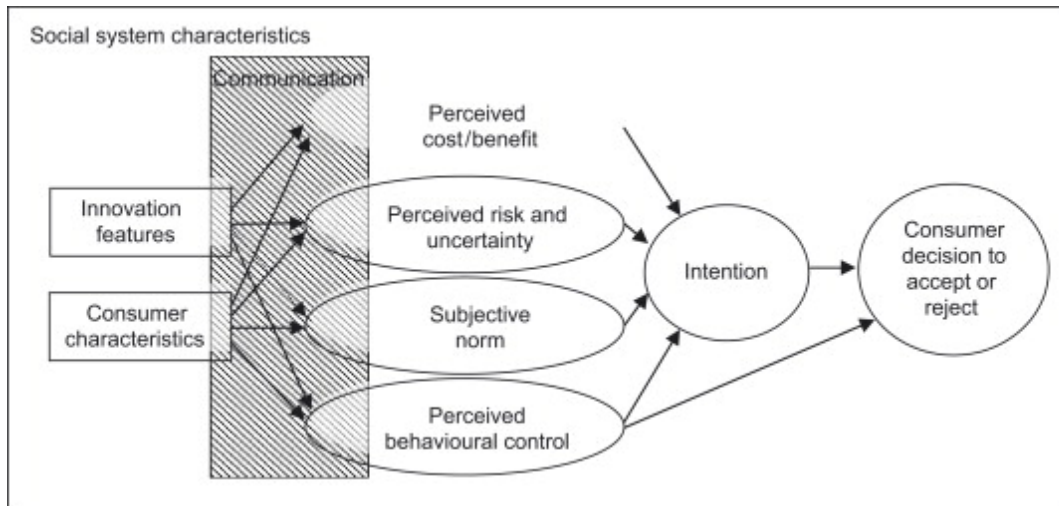 Social system characteristics
Communication
Perceived
cost/benefit
Innovation
features
Perceived risk and
uncertainty
Consumer
characteristics
Subjective
norm
Perceived
behavioural control
Intention
Consumer
decision to
accept or
reject